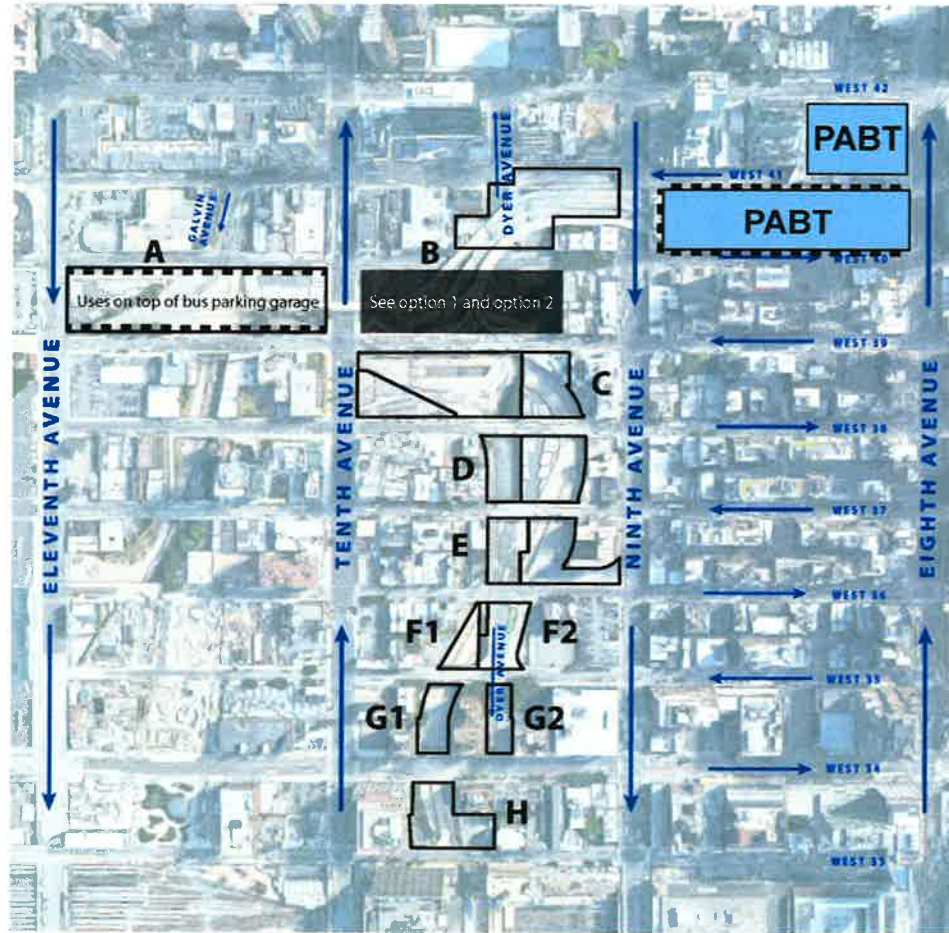 WEST 42
PABT
DYER AVENUE
WEST 41
GALVIN
AVENUE
PABT
A
B
WEST 40
Uses on top of bus parking garage
See option 1 and option 2
WEST 39
ELEVENTH AVENUE
TENTH AVENUE
NINTH AVENUE
EIGHTH AVENUE
C
WEST 38
D
WEST 37
E
WEST 36
F1
F2
DYER AVENUE
WEST 35
G1
G2
WEST 34
H
WEST 33